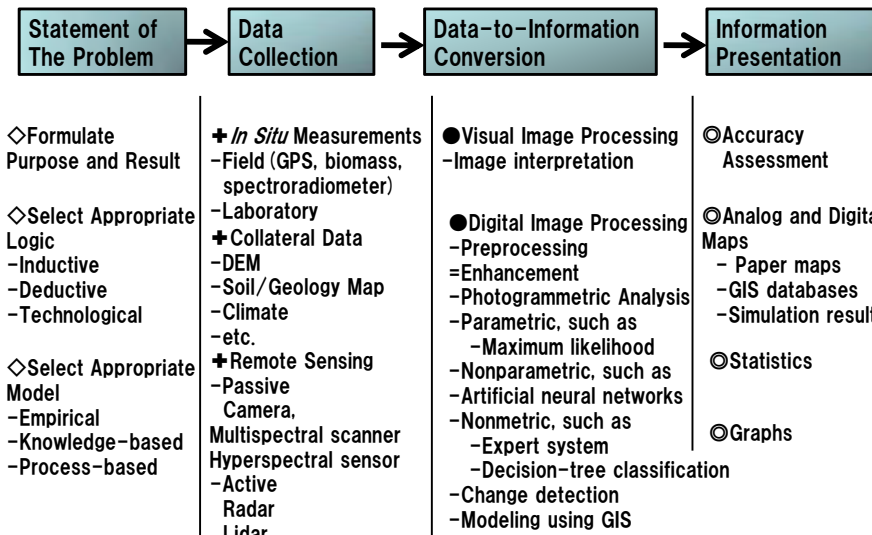 Statement of
The Problem
Data
Collection
Data-to-Information
Conversion
Information
Presentation
◇Formulate
Purpose and Result
◇Select Appropriate
Logic
-Inductive
-Deductive
-Technological
◇Select Appropriate
Model
-Empirical
-Knowledge-based
-Process-based
✚In Situ Measurements
-Field (GPS, biomass,
spectroradiometer)
-Laboratory
✚Collateral Data
-DEM
-Soil/Geology Map
-Climate
-etc.
✚Remote Sensing
-Passive
Camera,
Multispectral scanner
Hyperspectral sensor
-Active
Radar
Lidar
●Visual Image Processing
-Image interpretation
●Digital Image Processing
-Preprocessing
=Enhancement
-Photogrammetric Analysis
-Parametric, such as
-Maximum likelihood
-Nonparametric, such as
-Artificial neural networks
-Nonmetric, such as
-Expert system
-Decision-tree classification
-Change detection
-Modeling using GIS
◎Accuracy
Assessment
◎Analog and Digita
Maps
- Paper maps
-GIS databases
-Simulation result
◎Statistics
◎Graphs